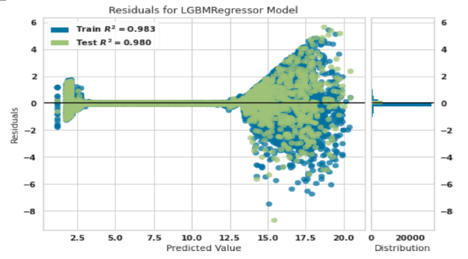 Residuals for LGBMRegressor Model
Train R² = 0.983
Test R² = 0.980
Residuals
6
4
2
0
−2
−4
−6
−8
2.5 5.0 7.5 10.0 12.5 15.0 17.5 20.0
Predicted Value
6
4
2
0
−2
−4
−6
−8
0 20000
Distribution